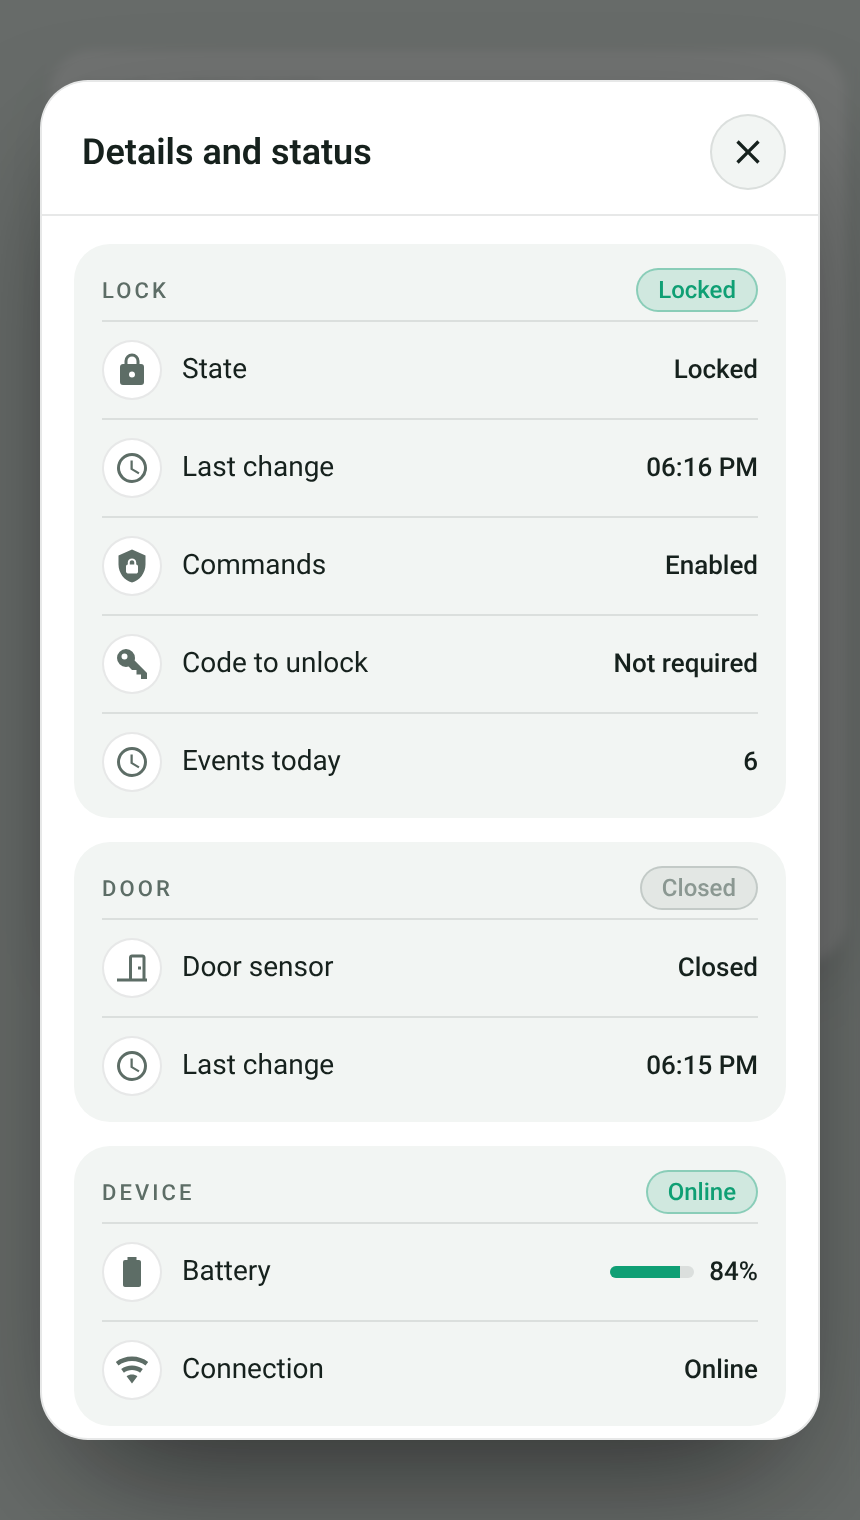 Details and status
LOCK Locked
State Locked
Last change 06:16 PM
Commands Enabled
Code to unlock Not required
Events today 6
DOOR Closed
Door sensor Closed
Last change 06:15 PM
DEVICE Online
Battery 84%
Connection Online